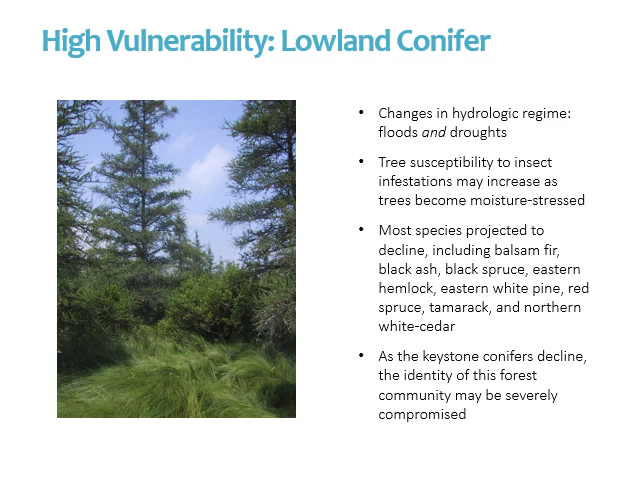 High Vulnerability: Lowland Conifer
• Changes in hydrologic regime:
floods and droughts
• Tree susceptibility to insect
infestations may increase as
trees become moisture-stressed
• Most species projected to
decline, including balsam fir,
black ash, black spruce, eastern
hemlock, eastern white pine, red
spruce, tamarack, and northern
white-cedar
• As the keystone conifers decline,
the identity of this forest
community may be severely
compromised